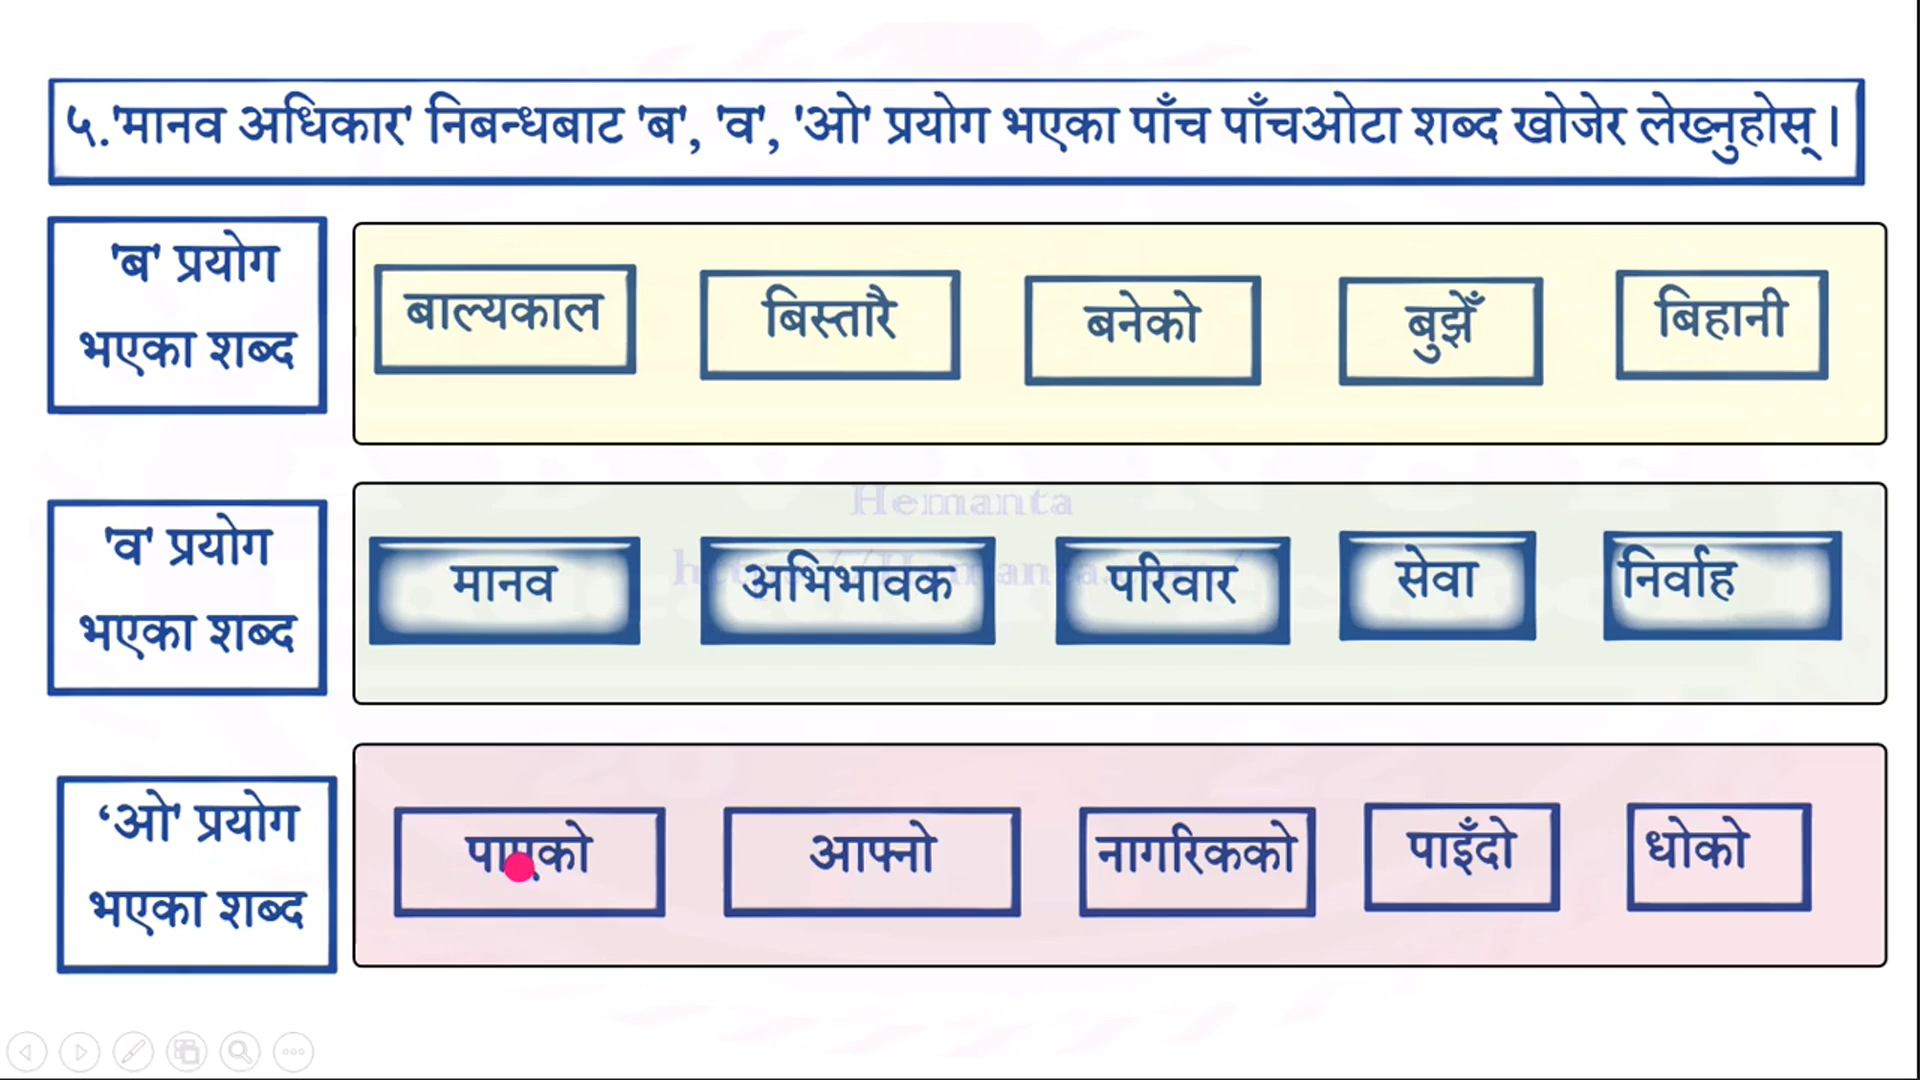 ५.'मानव अधिकार' निबन्धबाट 'ब', 'व', 'ओ' प्रयोग भएका पाँच पाँचओटा शब्द खोजेर लेख्नुहोस् ।
'ब' प्रयोग
भएका शब्द
बाल्यकाल बिस्तारै बनेको बुझेँ बिहानी
Hemanta
'व' प्रयोग
भएका शब्द
मानव अभिभावक परिवार सेवा निर्वाह
‘ओ' प्रयोग
भएका शब्द
पाएको आफ्नो नागरिकको पाइँदो धोको